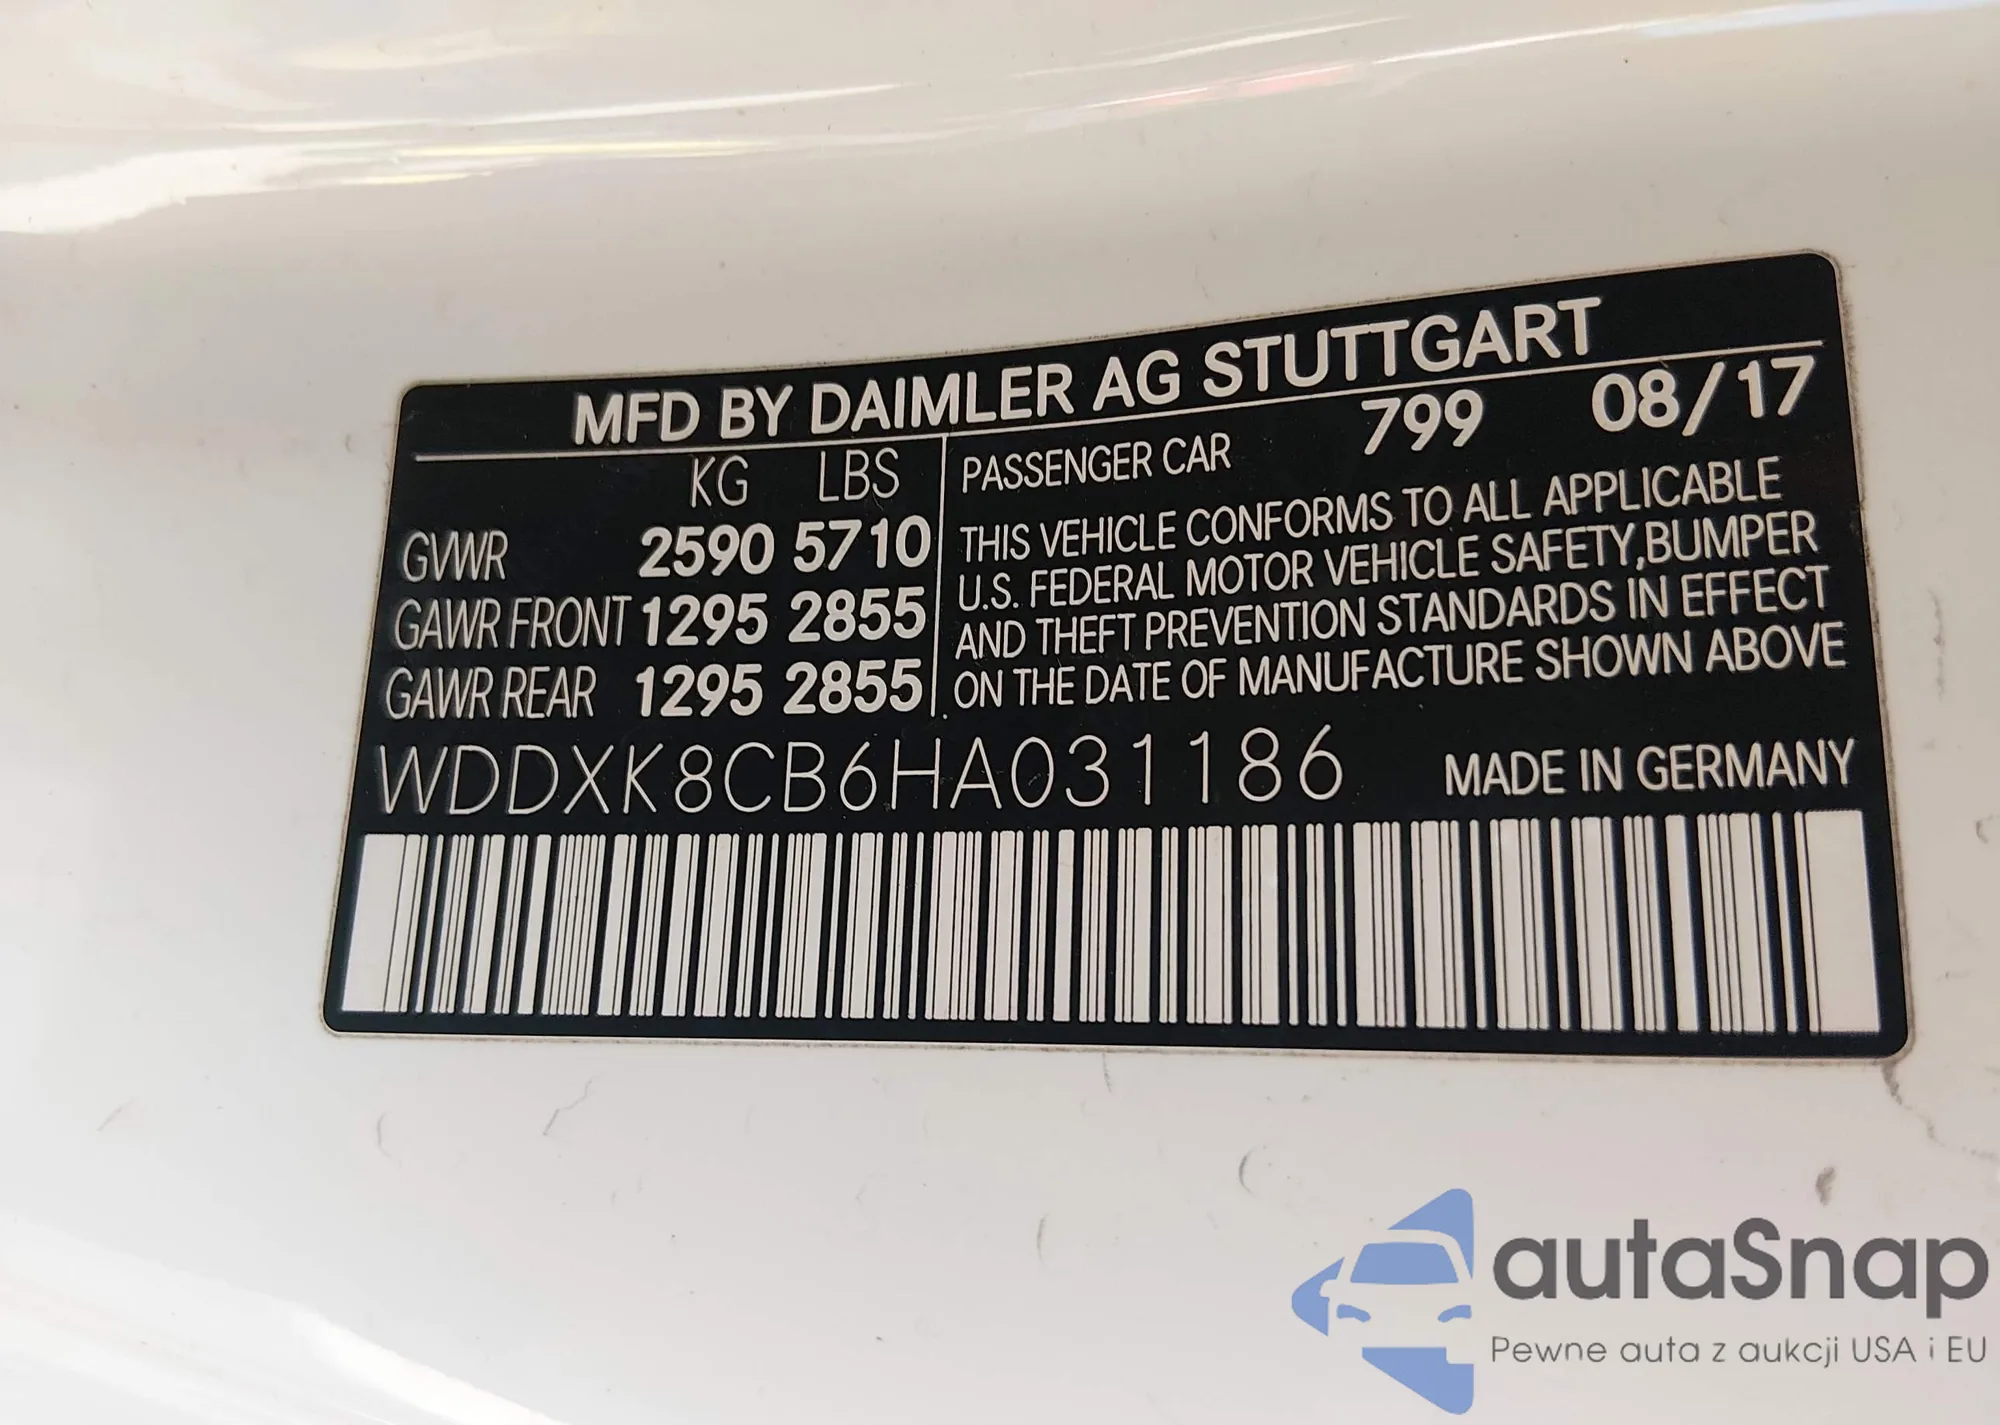 MFD BY DAIMLER AG STUTTGART
KG LBS
GVWR 2590 5710
GAWR FRONT 1295 2855
GAWR REAR 1295 2855
PASSENGER CAR 799 08/17
THIS VEHICLE CONFORMS TO ALL APPLICABLE
U.S. FEDERAL MOTOR VEHICLE SAFETY,BUMPER
AND THEFT PREVENTION STANDARDS IN EFFECT
ON THE DATE OF MANUFACTURE SHOWN ABOVE
WDDXK8CB6HA031186 MADE IN GERMANY
autaSnap
Pewne auta z aukcji USA i EU